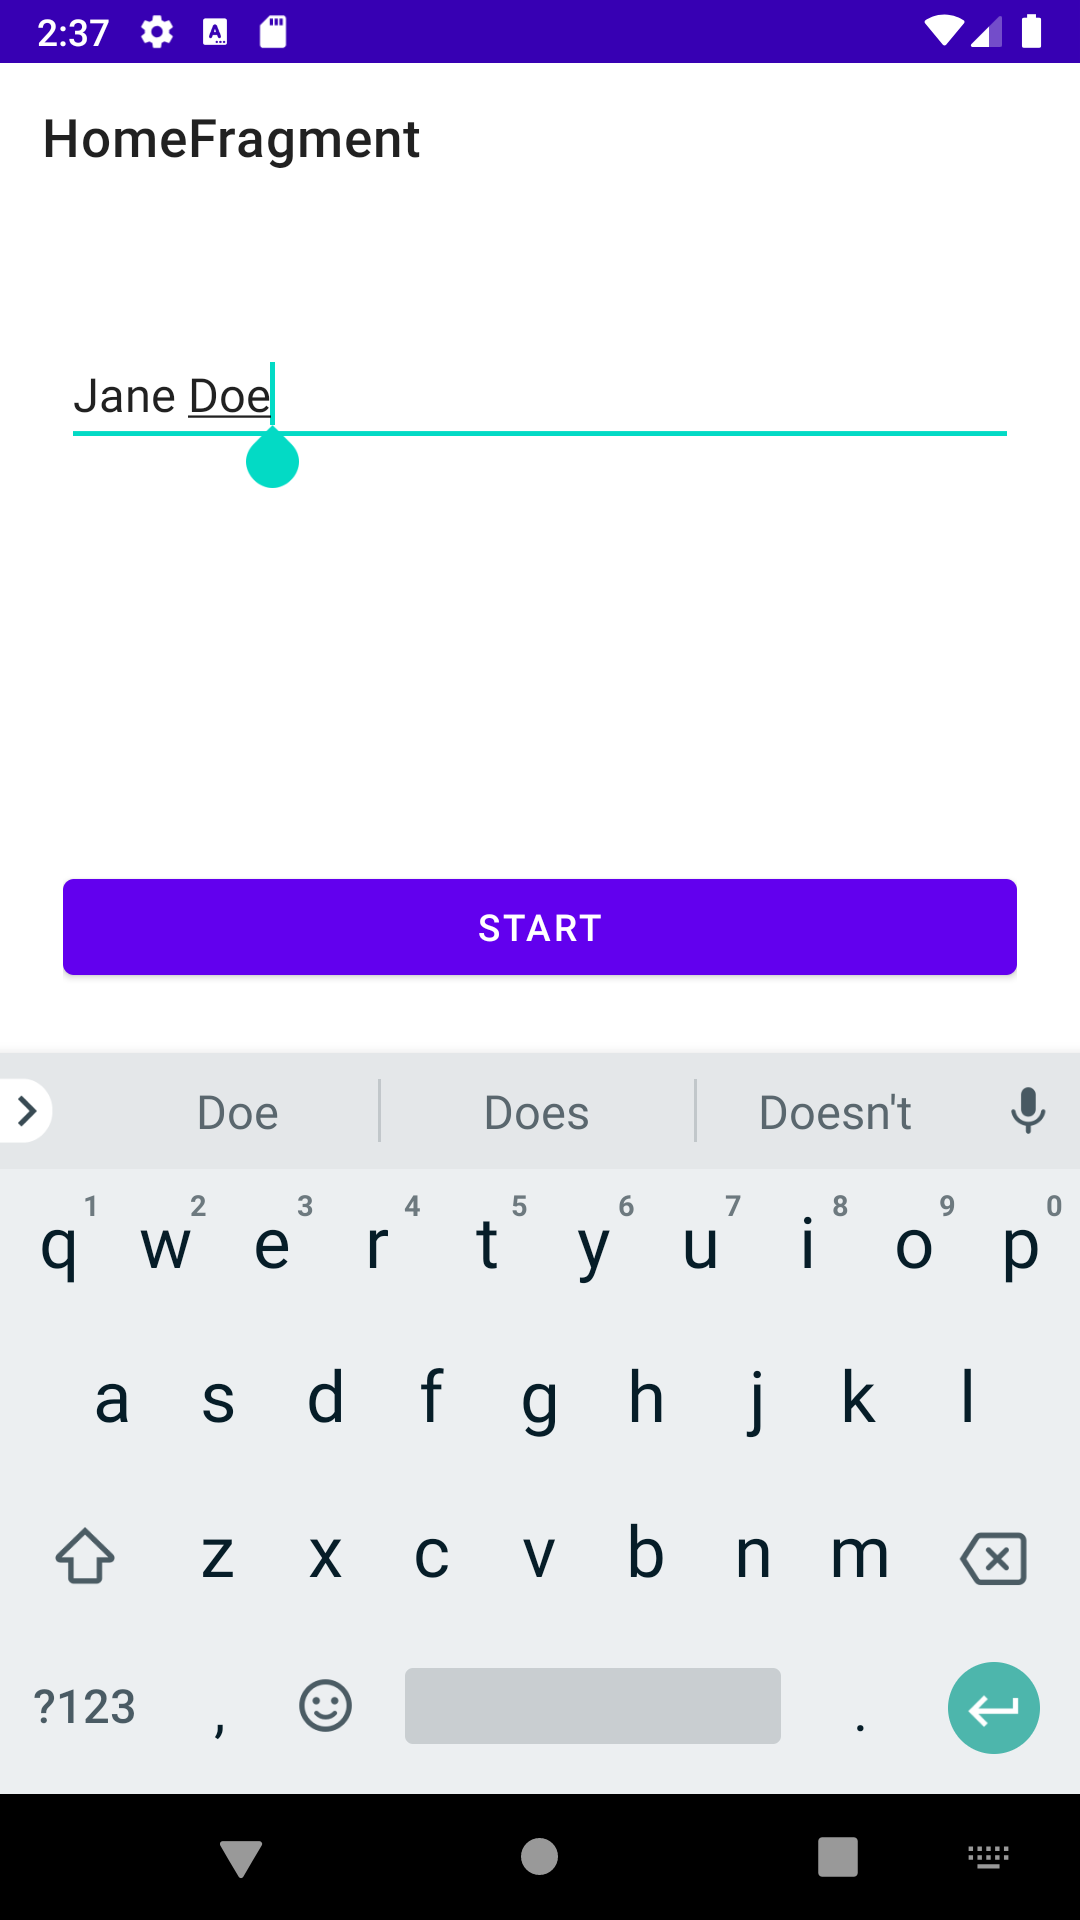 2:37
HomeFragment
Jane Doe
START
Doe Does Doesn't
1 2 3 4 5 6 7 8 9 0
q w e r t y u i o p
a s d f g h j k l
z x c v b n m
?123 , .